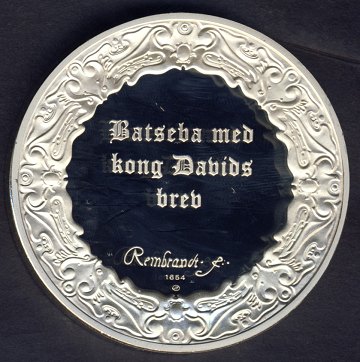 Batseba med
kong Davids
brev
Rembrandt. f.
1654